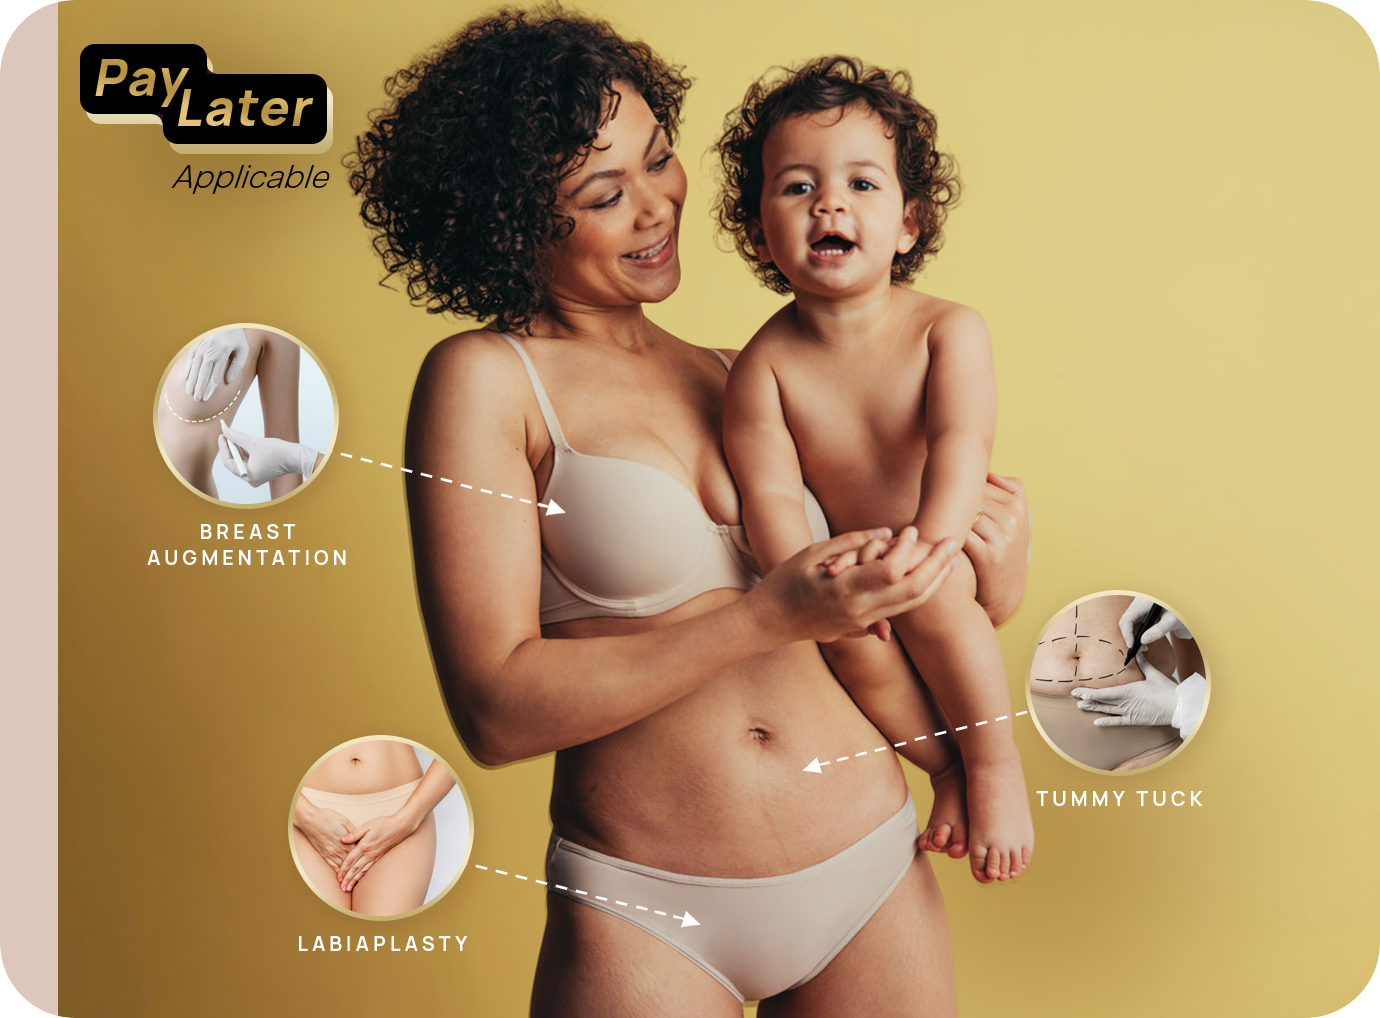 Pay
Later
Applicable
BREAST
AUGMENTATION
TUMMY TUCK
LABIAPLASTY